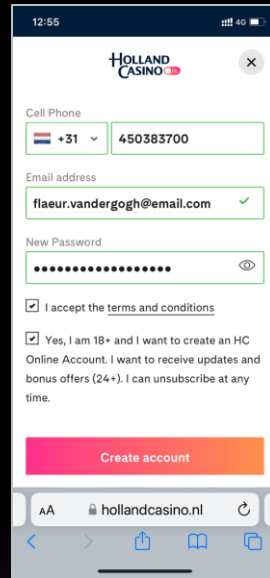 12:55
4G
HOLLAND
CASINO
Cell Phone
+31
450383700
Email address
flaeur.vandergogh@email.com
New Password
I accept the terms and conditions
Yes, I am 18+ and I want to create an HC
Online Account. I want to receive updates and
bonus offers (24+). I can unsubscribe at any
time.
Create account
AA
hollandcasino.nl